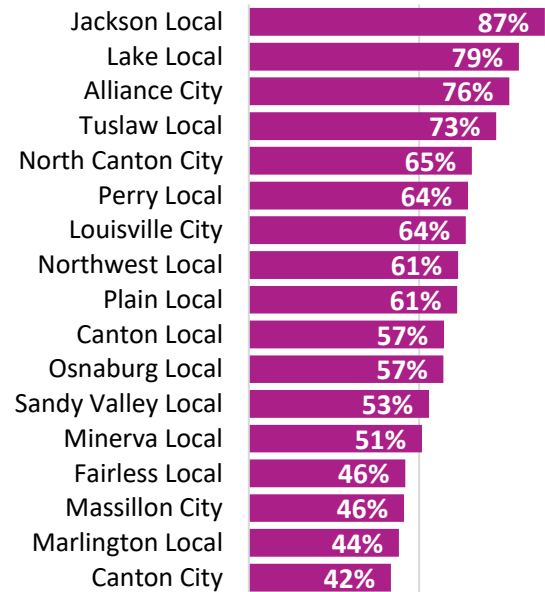 Jackson Local 87%
Lake Local 79%
Alliance City 76%
Tuslaw Local 73%
North Canton City 65%
Perry Local 64%
Louisville City 64%
Northwest Local 61%
Plain Local 61%
Canton Local 57%
Osnaburg Local 57%
Sandy Valley Local 53%
Minerva Local 51%
Fairless Local 46%
Massillon City 46%
Marlington Local 44%
Canton City 42%